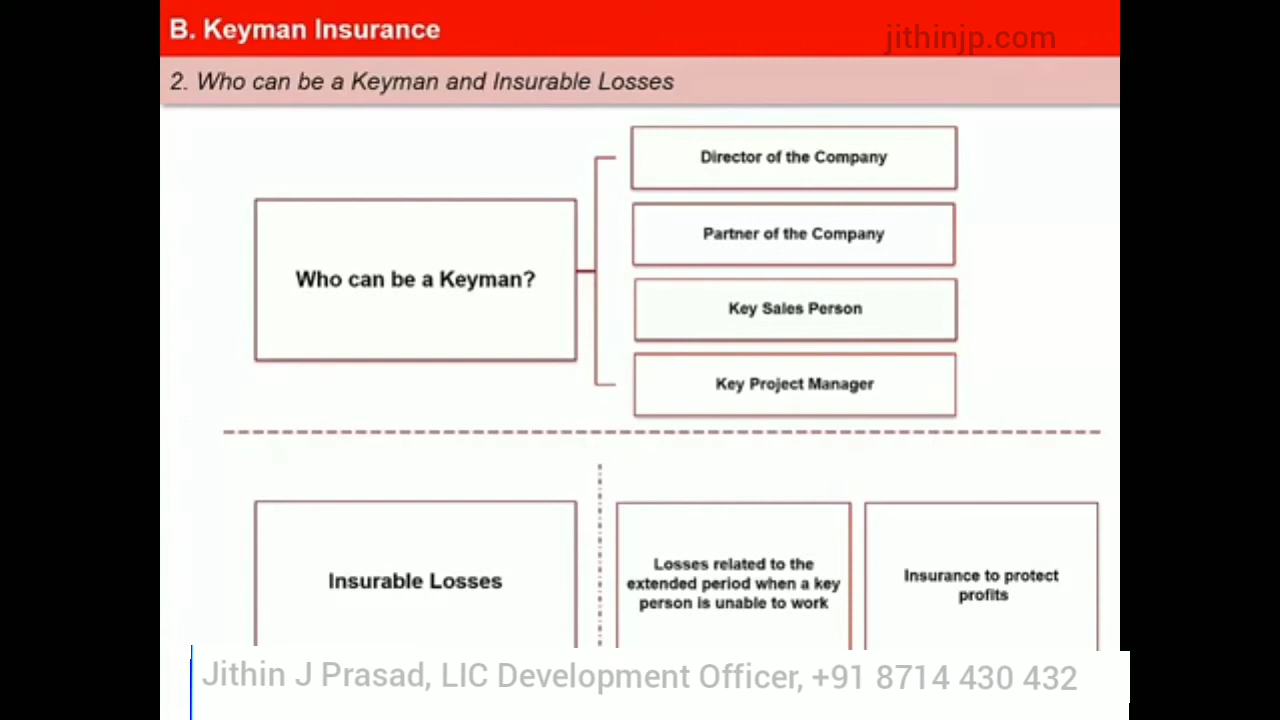 B. Keyman Insurance
jithinjp.com
2. Who can be a Keyman and Insurable Losses
Who can be a Keyman?
Director of the Company
Partner of the Company
Key Sales Person
Key Project Manager
Insurable Losses
Losses related to the
extended period when a key
person is unable to work
Insurance to protect
profits
Jithin J Prasad, LIC Development Officer, +91 8714 430 432